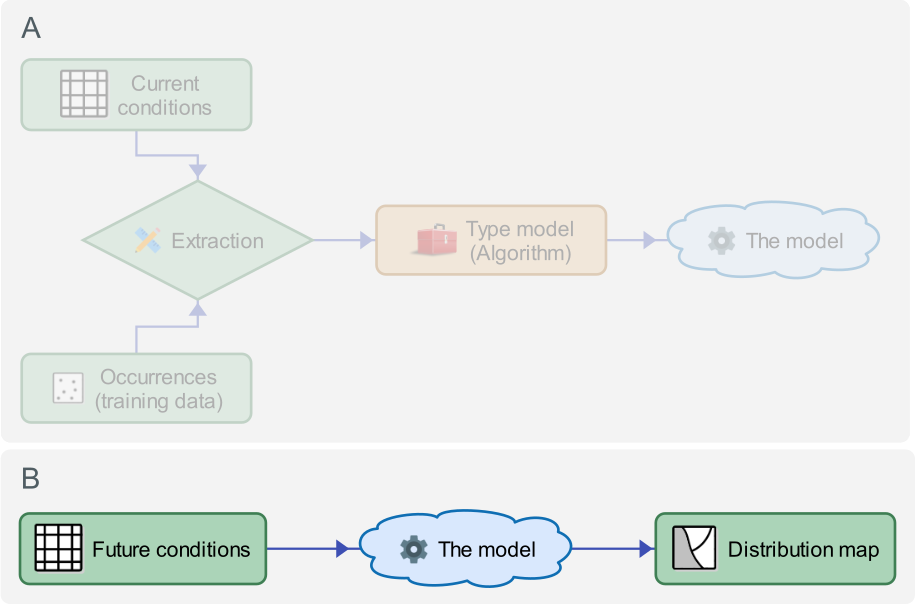 A
Current
conditions
Extraction
Type model
(Algorithm)
The model
Occurrences
(training data)
B
Future conditions
The model
Distribution map